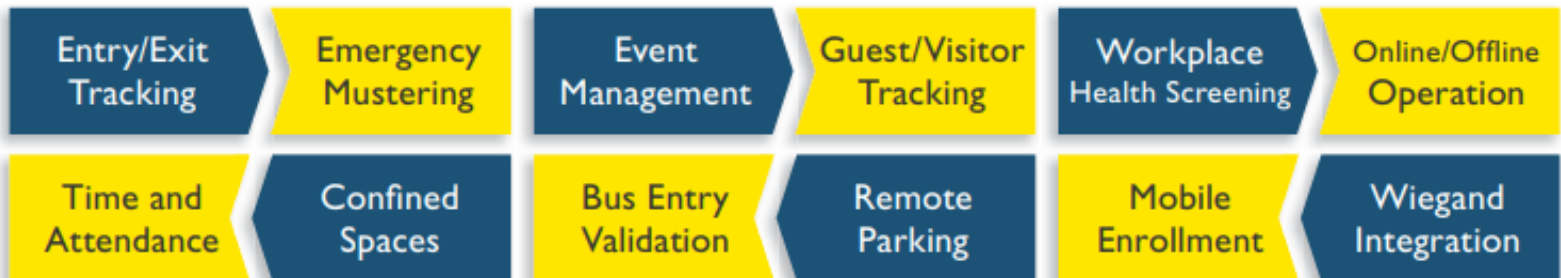 Entry/Exit
Tracking
Emergency
Mustering
Event
Management
Guest/Visitor
Tracking
Workplace
Health Screening
Online/Offline
Operation
Time and
Attendance
Confined
Spaces
Bus Entry
Validation
Remote
Parking
Mobile
Enrollment
Wiegand
Integration